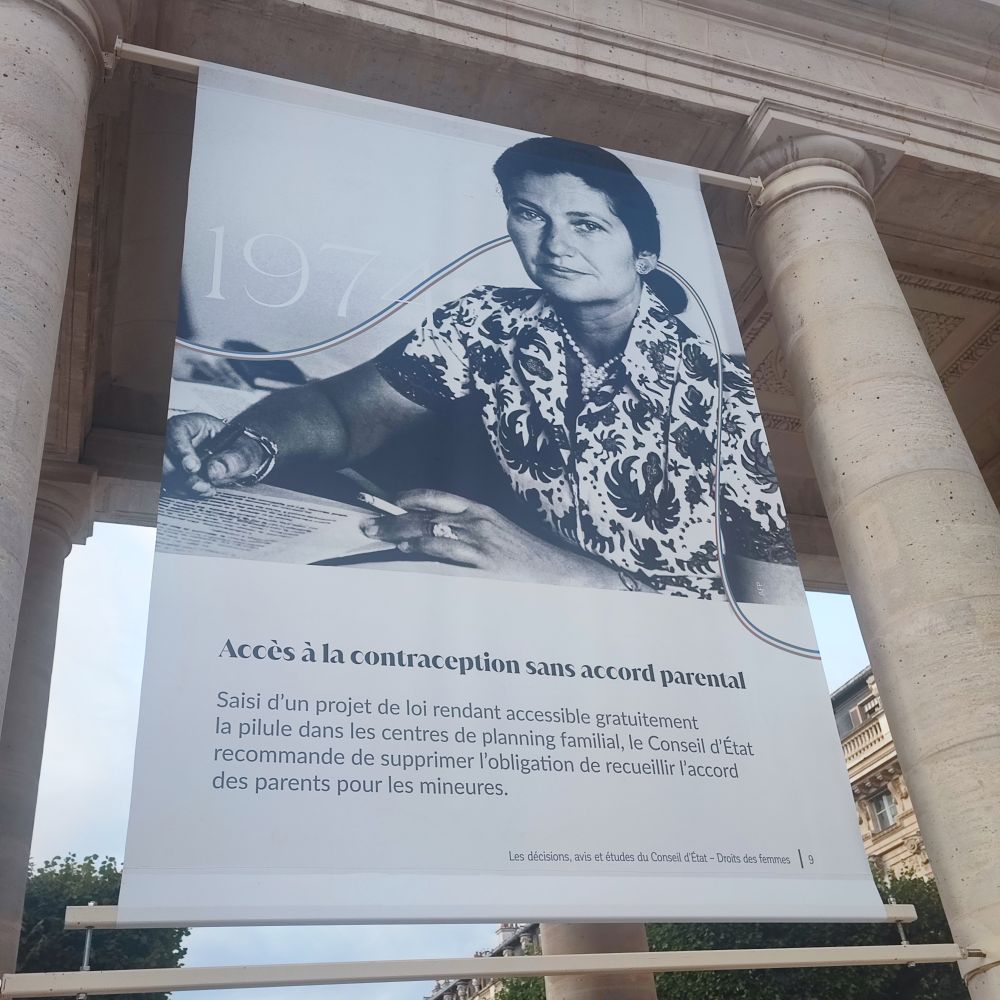 1974
AFP
Accès à la contraception sans accord parental
Saisi d'un projet de loi rendant accessible gratuitement
la pilule dans les centres de planning familial, le Conseil d'État
recommande de supprimer l'obligation de recueillir l'accord
des parents pour les mineures.
Les décisions, avis et études du Conseil d'État – Droits des femmes | 9